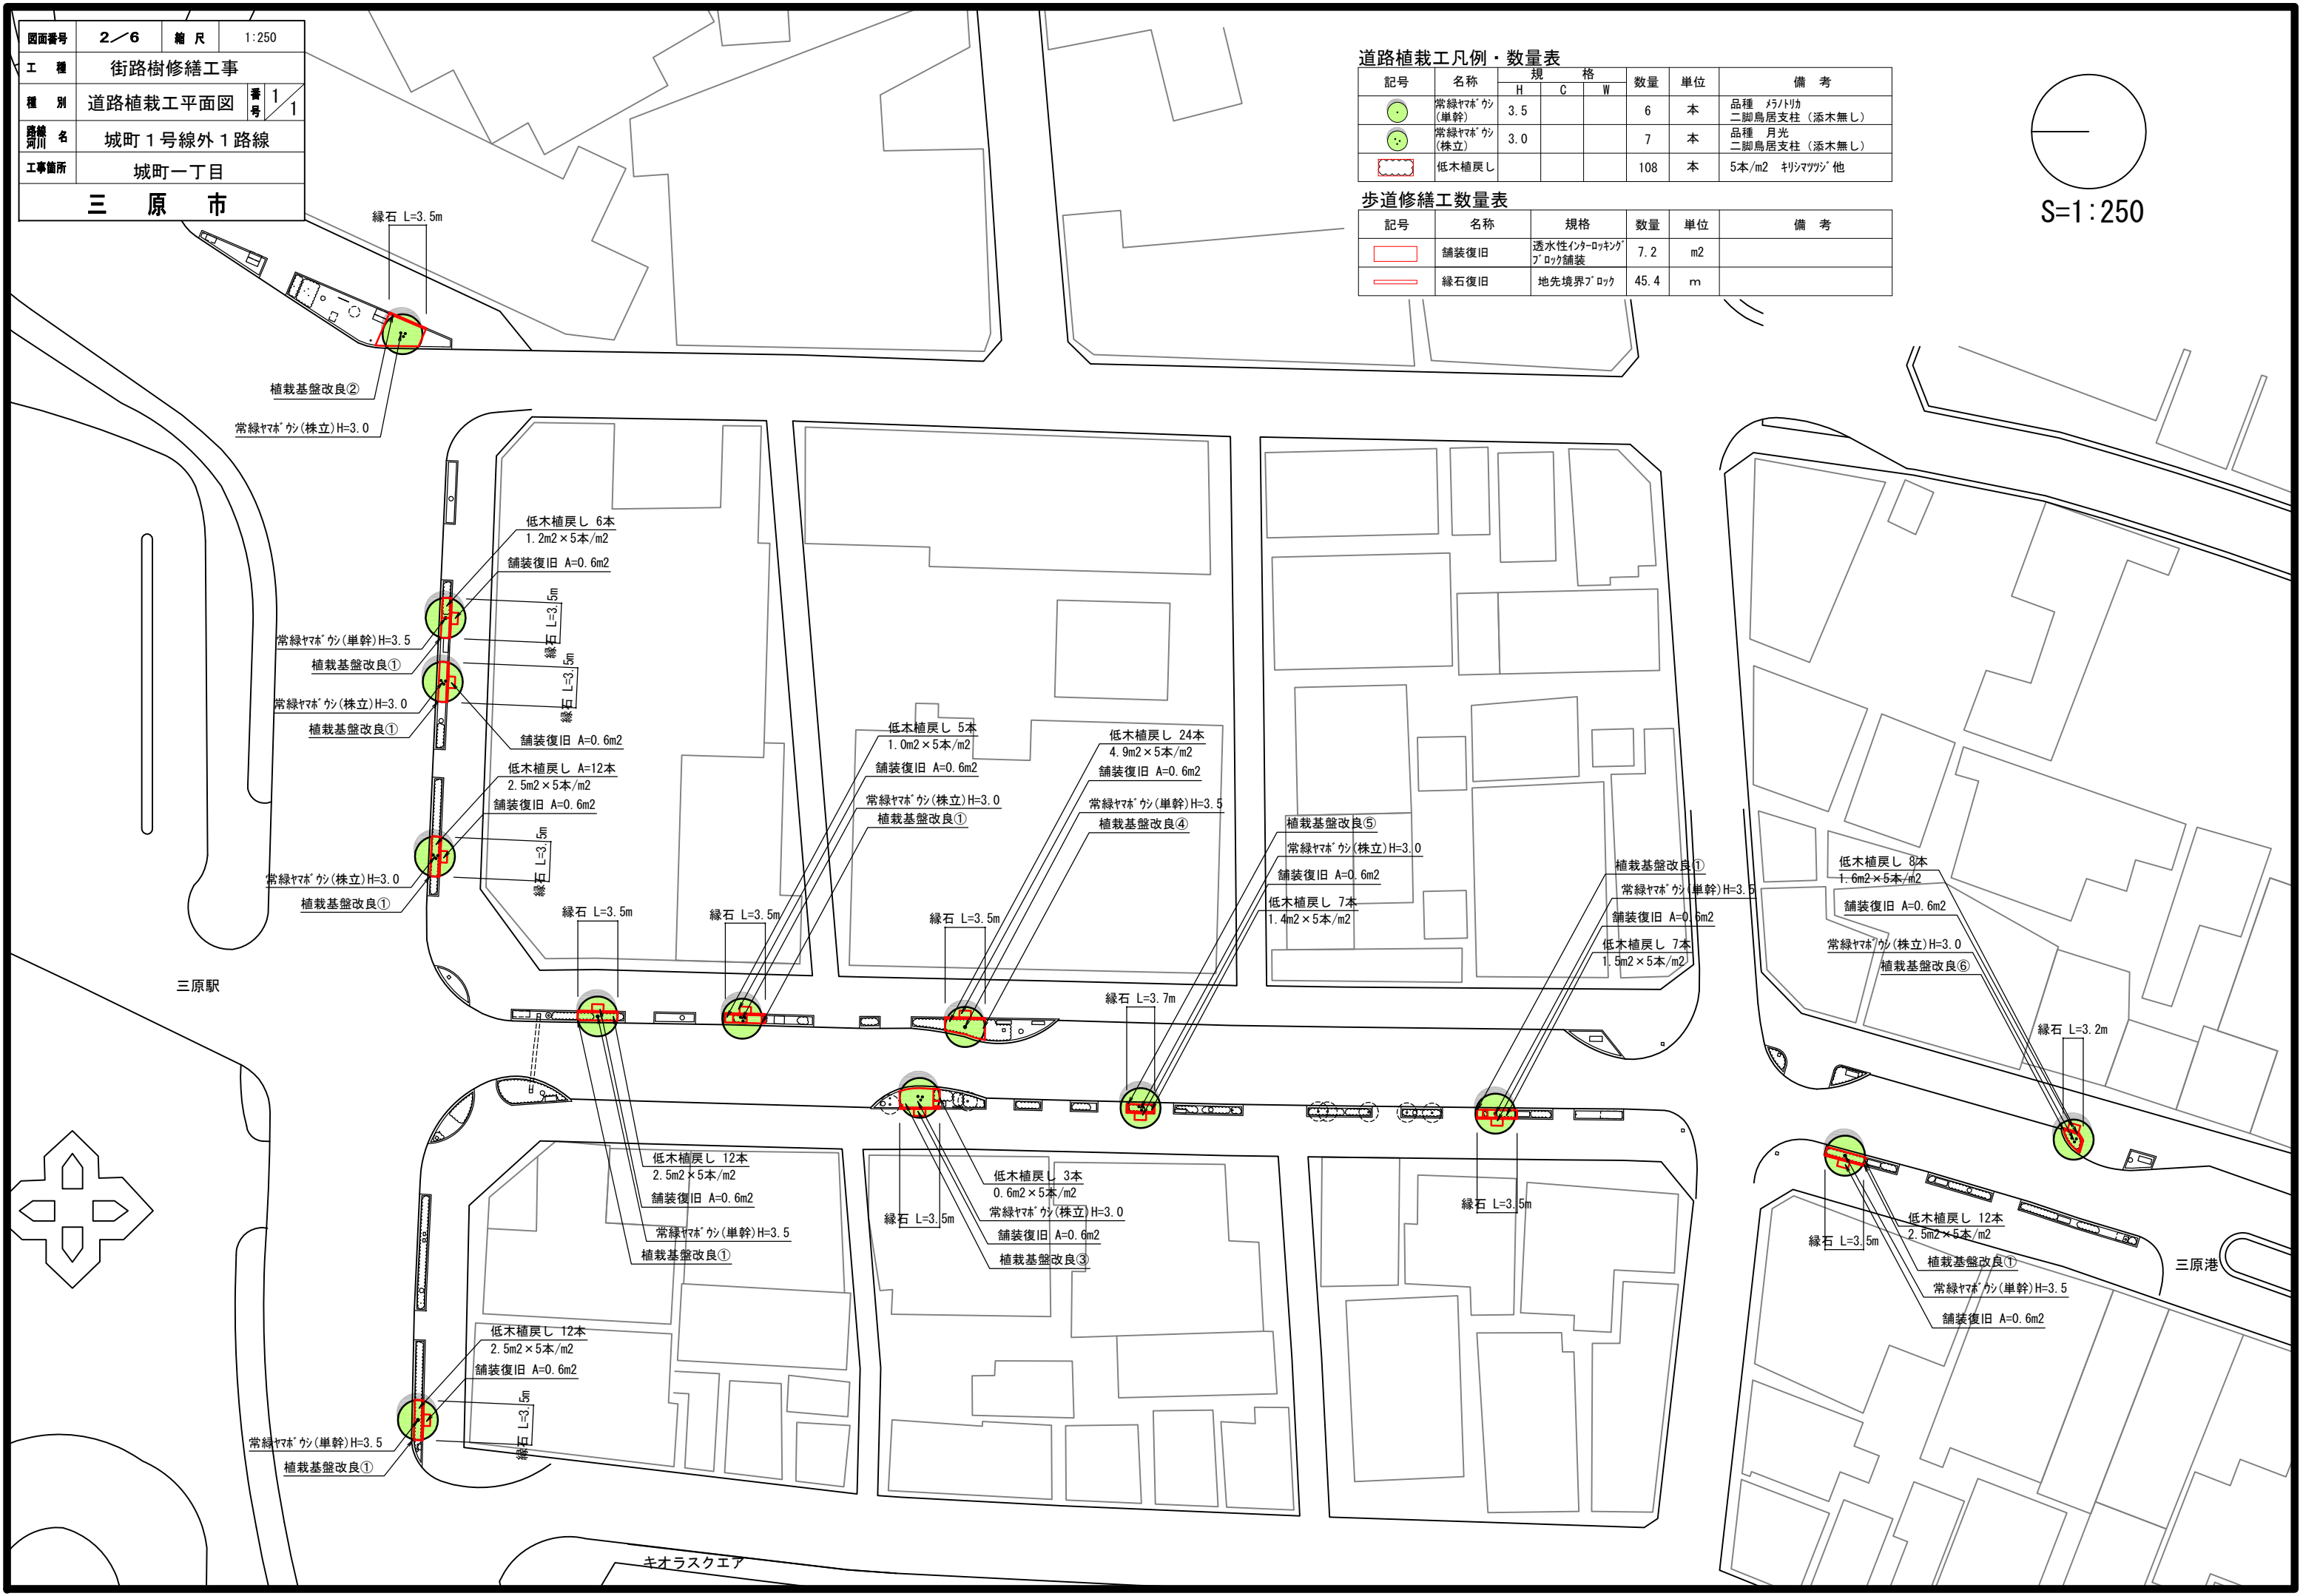 図面番号 2／6 縮 尺 1:250
工 種 街路樹修繕工事
種 別 道路植栽工平面図 番号 1／1
路線河川 名 城町１号線外１路線
工事箇所 城町一丁目
三 原 市
道路植栽工凡例・数量表
記号 名称 規 格 数量 単位 備 考
H C W
常緑ﾔﾏﾎﾞｳｼ 品種 ﾒﾗﾉﾄﾘｶ
(単幹) 3.5 6 本 二脚鳥居支柱（添木無し）
常緑ﾔﾏﾎﾞｳｼ 品種 月光
(株立) 3.0 7 本 二脚鳥居支柱（添木無し）
低木植戻し 108 本 5本/m2 ｷﾘｼﾏﾂﾂｼﾞ他
歩道修繕工数量表
記号 名称 規格 数量 単位 備 考
舗装復旧 透水性ｲﾝﾀｰﾛｯｷﾝｸﾞ
ﾌﾞﾛｯｸ舗装 7.2 m2
縁石復旧 地先境界ﾌﾞﾛｯｸ 45.4 m
S=1:250
縁石 L=3.5m
植栽基盤改良②
常緑ﾔﾏﾎﾞｳｼ(株立)H=3.0
低木植戻し 6本
1.2m2×5本/m2
舗装復旧 A=0.6m2
縁石 L=3.5m
常緑ﾔﾏﾎﾞｳｼ(単幹)H=3.5
植栽基盤改良①
縁石 L=3.5m
常緑ﾔﾏﾎﾞｳｼ(株立)H=3.0
植栽基盤改良①
舗装復旧 A=0.6m2
低木植戻し A=12本
2.5m2×5本/m2
舗装復旧 A=0.6m2
縁石 L=3.5m
常緑ﾔﾏﾎﾞｳｼ(株立)H=3.0
植栽基盤改良①
低木植戻し 5本
1.0m2×5本/m2
舗装復旧 A=0.6m2
常緑ﾔﾏﾎﾞｳｼ(株立)H=3.0
植栽基盤改良①
低木植戻し 24本
4.9m2×5本/m2
舗装復旧 A=0.6m2
常緑ﾔﾏﾎﾞｳｼ(単幹)H=3.5
植栽基盤改良④
植栽基盤改良⑤
常緑ﾔﾏﾎﾞｳｼ(株立)H=3.0
舗装復旧 A=0.6m2
低木植戻し 7本
1.4m2×5本/m2
植栽基盤改良①
常緑ﾔﾏﾎﾞｳｼ(単幹)H=3.5
舗装復旧 A=0.6m2
低木植戻し 7本
1.5m2×5本/m2
低木植戻し 8本
1.6m2×5本/m2
舗装復旧 A=0.6m2
常緑ﾔﾏﾎﾞｳｼ(株立)H=3.0
植栽基盤改良⑥
縁石 L=3.5m
縁石 L=3.5m
縁石 L=3.5m
縁石 L=3.7m
縁石 L=3.2m
三原駅
低木植戻し 12本
2.5m2×5本/m2
舗装復旧 A=0.6m2
常緑ﾔﾏﾎﾞｳｼ(単幹)H=3.5
植栽基盤改良①
低木植戻し 3本
0.6m2×5本/m2
常緑ﾔﾏﾎﾞｳｼ(株立)H=3.0
縁石 L=3.5m
舗装復旧 A=0.6m2
植栽基盤改良③
縁石 L=3.5m
低木植戻し 12本
2.5m2×5本/m2
縁石 L=3.5m
植栽基盤改良①
常緑ﾔﾏﾎﾞｳｼ(単幹)H=3.5
舗装復旧 A=0.6m2
三原港
低木植戻し 12本
2.5m2×5本/m2
舗装復旧 A=0.6m2
縁石 L=3.5m
常緑ﾔﾏﾎﾞｳｼ(単幹)H=3.5
植栽基盤改良①
キオラスクエア